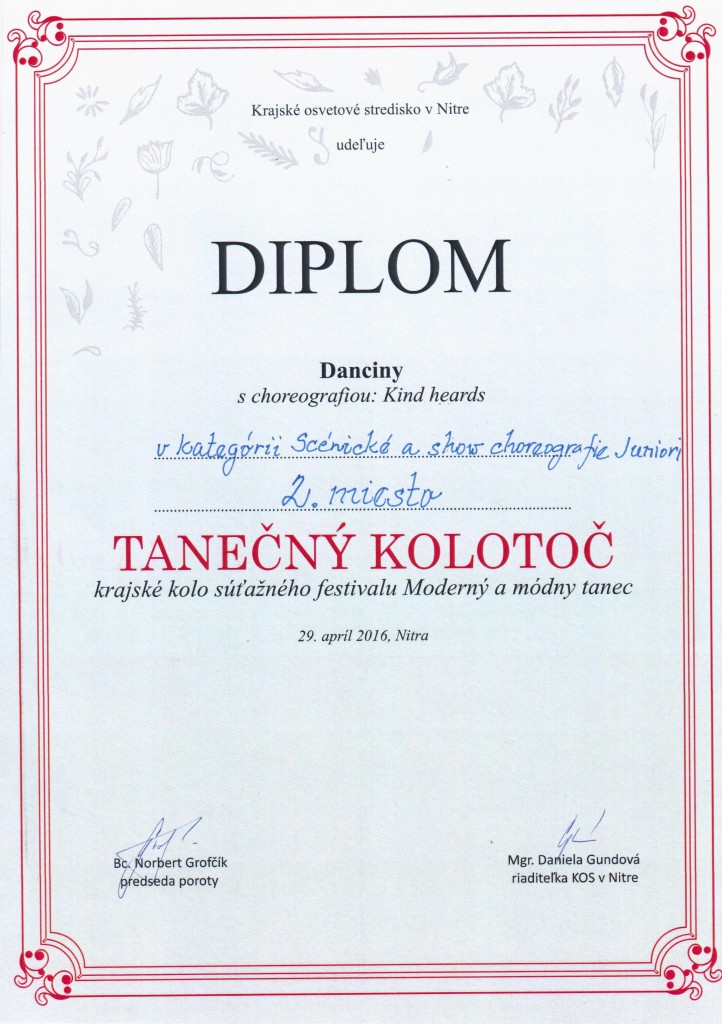 Krajské osvetové stredisko v Nitre
udeľuje
DIPLOM
Danciny
s choreografiou: Kind heards
v kategórii Scénické a show choreografie Juniori
2. miesto
TANEČNÝ KOLOTOČ
krajské kolo súťažného festivalu Moderný a módny tanec
29. apríl 2016, Nitra
Bc. Norbert Grofčík
predseda poroty
Mgr. Daniela Gundová
riaditeľka KOS v Nitre